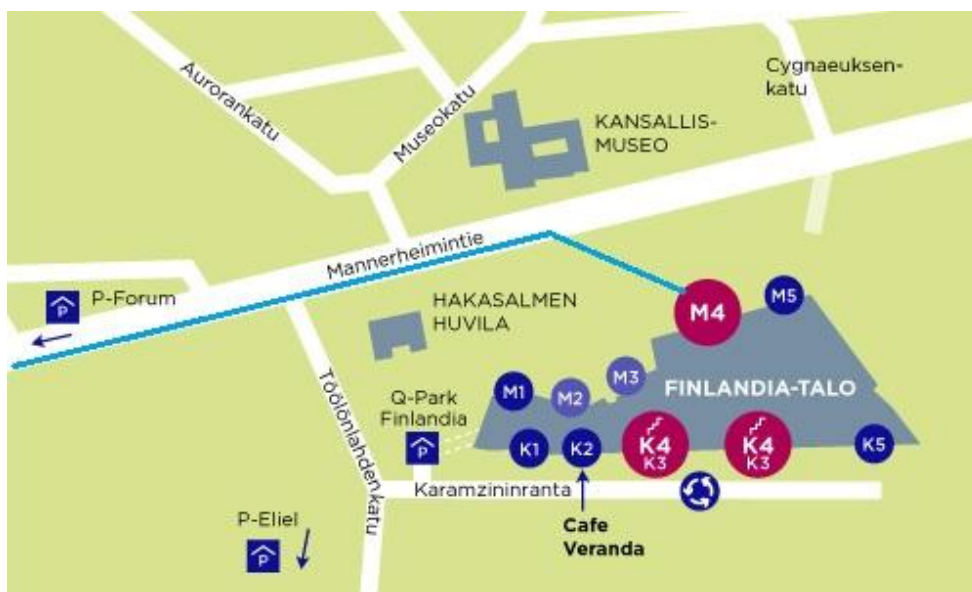 Aurorankatu
Museokatu
Cygnaeuksen-
katu
KANSALLIS-
MUSEO
Mannerheimintie
P-Forum
P
HAKASALMEN
HUVILA
M4
M5
Töölönlahdenkatu
Q-Park
Finlandia
P
M1
M2
M3
FINLANDIA-TALO
K1
K2
K4
K3
K4
K3
K5
Karamzininranta
P-Eliel
P
Cafe
Veranda